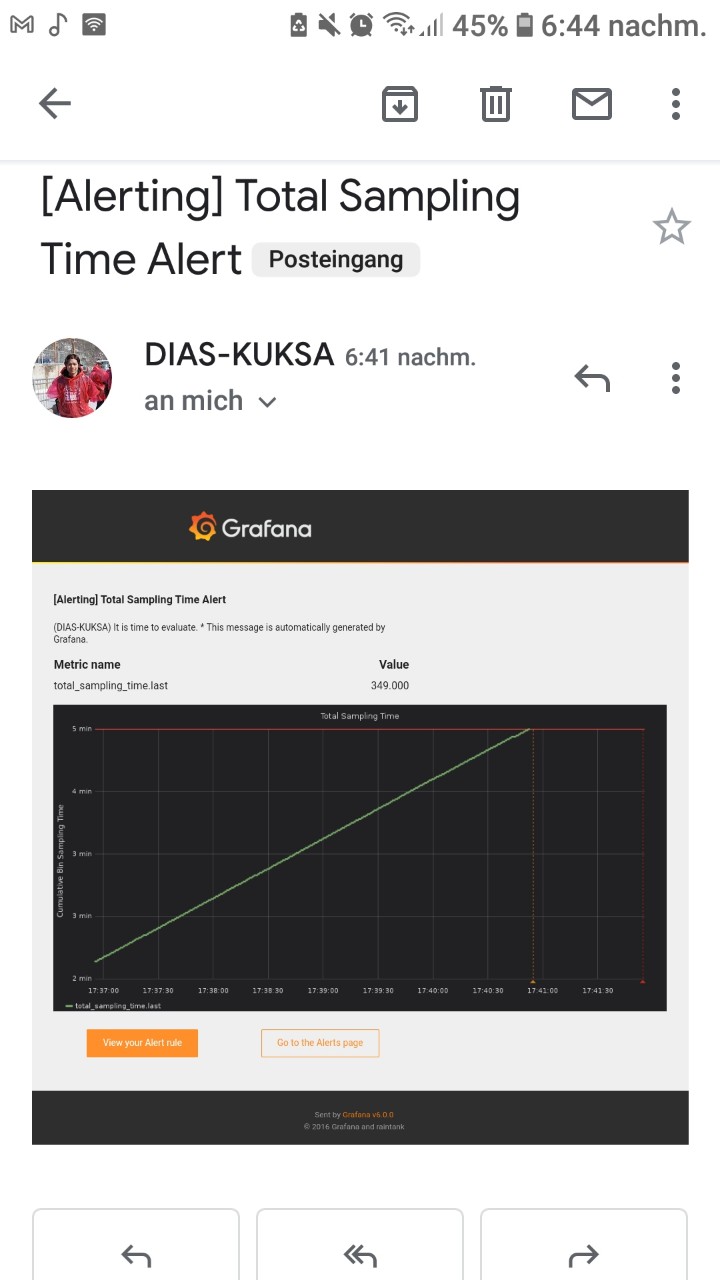 45% 6:44 nachm.
[Alerting] Total Sampling
Time Alert Posteingang
DIAS-KUKSA 6:41 nachm.
an mich
Grafana
[Alerting] Total Sampling Time Alert
(DIAS-KUKSA) It is time to evaluate. * This message is automatically generated by
Grafana.
Metric name Value
total_sampling_time.last 349.000
Total Sampling Time
Cumulative Bin Sampling Time
5 min
4 min
3 min
3 min
2 min
17:37:00 17:37:30 17:38:00 17:38:30 17:39:00 17:39:30 17:40:00 17:40:30 17:41:00 17:41:30
total_sampling_time.last
View your Alert rule Go to the Alerts page
Sent by Grafana v6.0.0
© 2016 Grafana and raintank